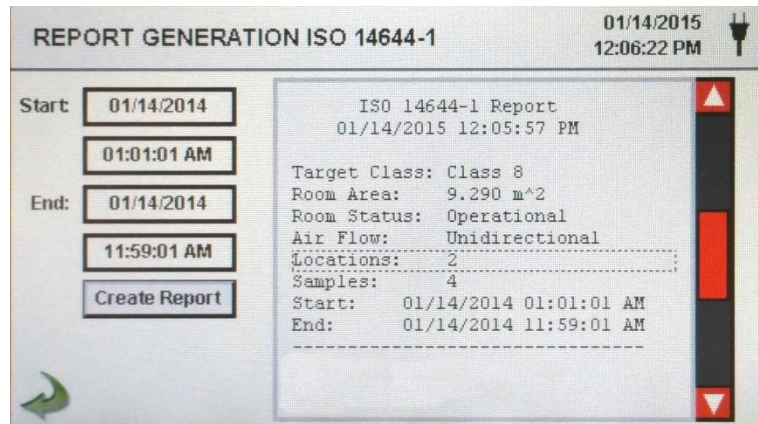 REPORT GENERATION ISO 14644-1
01/14/2015
12:06:22 PM
Start:
01/14/2014
01:01:01 AM
End:
01/14/2014
11:59:01 AM
Create Report
ISO 14644-1 Report
01/14/2015 12:05:57 PM
Target Class: Class 8
Room Area: 9.290 m^2
Room Status: Operational
Air Flow: Unidirectional
Locations: 2
Samples: 4
Start: 01/14/2014 01:01:01 AM
End: 01/14/2014 11:59:01 AM
--------------------------------